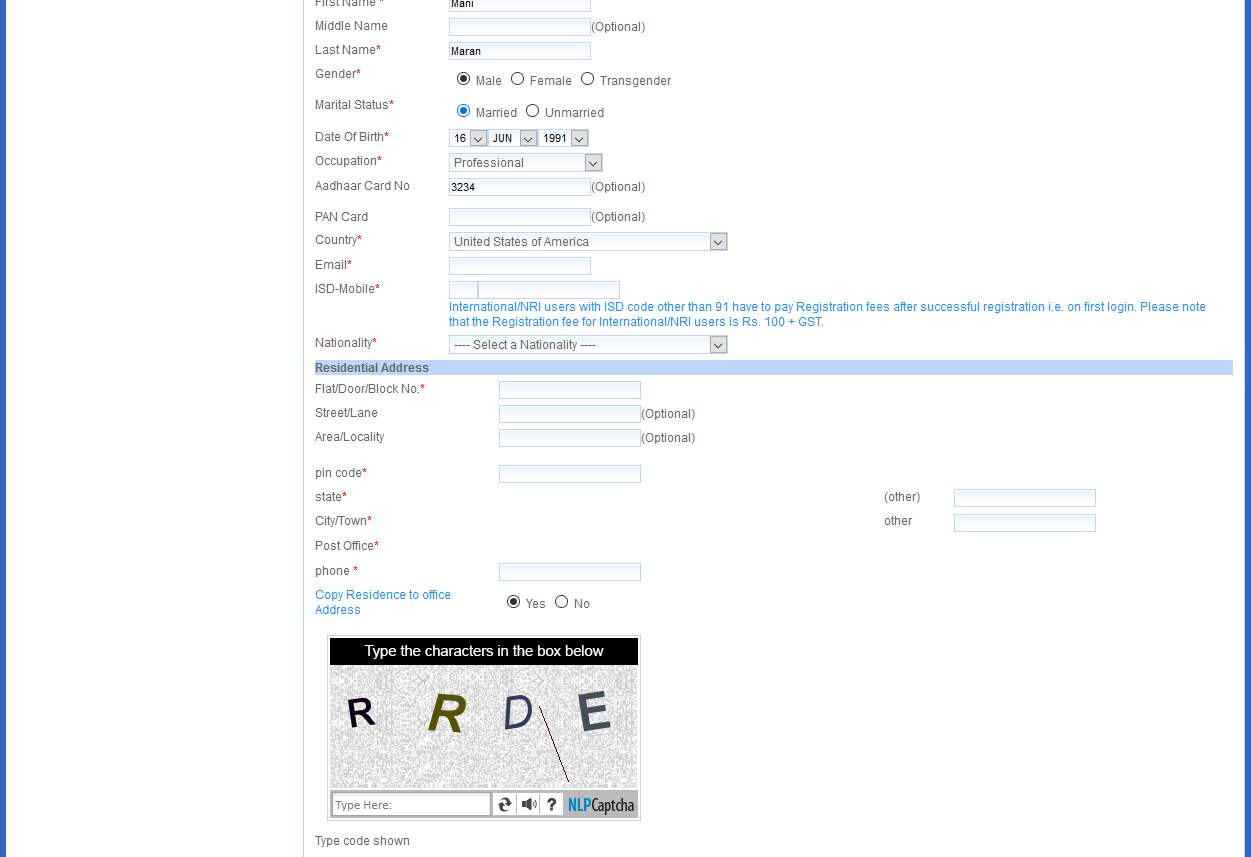 First Name * Mani
Middle Name (Optional)
Last Name* Maran
Gender* Male Female Transgender
Marital Status* Married Unmarried
Date Of Birth* 16 JUN 1991
Occupation* Professional
Aadhaar Card No 3234 (Optional)
PAN Card (Optional)
Country* United States of America
Email*
ISD-Mobile*
International/NRI users with ISD code other than 91 have to pay Registration fees after successful registration i.e. on first login. Please note
that the Registration fee for International/NRI users is Rs. 100 + GST.
Nationality* ---- Select a Nationality ----
Residential Address
Flat/Door/Block No.*
Street/Lane (Optional)
Area/Locality (Optional)
pin code*
state* (other)
City/Town* other
Post Office*
phone *
Copy Residence to office
Address Yes No
Type the characters in the box below
R R D E
Type Here: ? NLPCaptcha
Type code shown